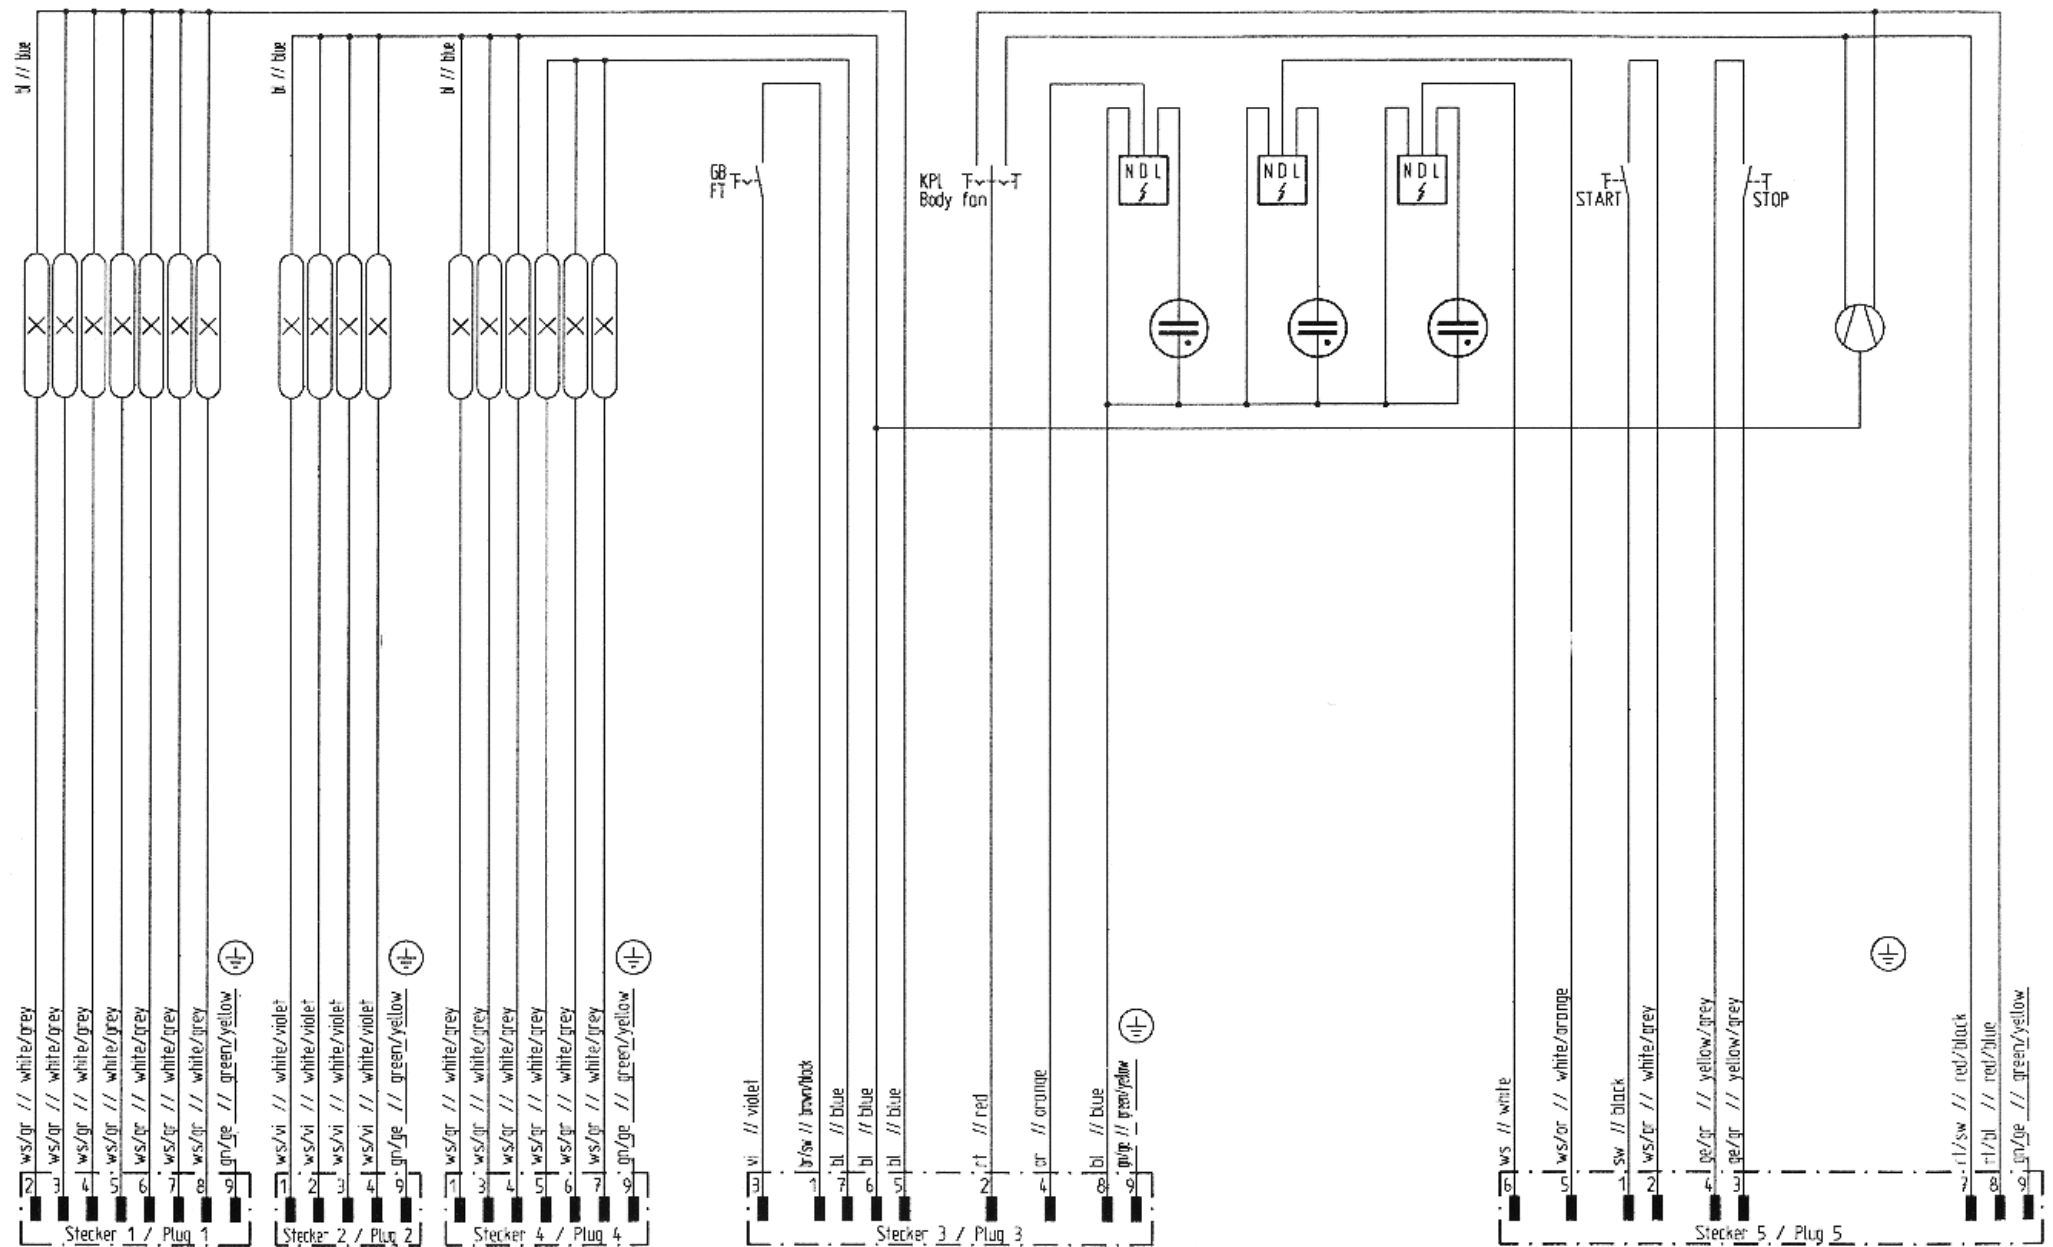 bl // blue
bl // blue
bl // blue
GB
FT
KPL
Body fan
N D L
N D L
N D L
START
STOP
ws/gr // white/grey
ws/gr // white/grey
ws/gr // white/grey
ws/gr // white/grey
ws/gr // white/grey
ws/gr // white/grey
ws/gr // white/grey
gn/ge // green/yellow
ws/vi // white/violet
ws/vi // white/violet
ws/vi // white/violet
ws/vi // white/violet
gn/ge // green/yellow
ws/gr // white/grey
ws/gr // white/grey
ws/gr // white/grey
ws/gr // white/grey
ws/gr // white/grey
ws/gr // white/grey
gn/ge // green/yellow
vi // violet
br/sw // brown/black
bl // blue
bl // blue
bl // blue
rt // red
or // orange
bl // blue
gn/ge // green/yellow
ws // white
ws/or // white/orange
sw // black
ws/gr // white/grey
ge/gr // yellow/grey
ge/gr // yellow/grey
rt/sw // red/black
rt/bl // red/blue
gn/ge // green/yellow
2 3 4 5 6 7 8 9
Stecker 1 / Plug 1
1 2 3 4 9
Stecker 2 / Plug 2
1 3 4 5 6 7 9
Stecker 4 / Plug 4
3 1 7 6 5 2 4 8 9
Stecker 3 / Plug 3
6 5 1 2 4 3 7 8 9
Stecker 5 / Plug 5